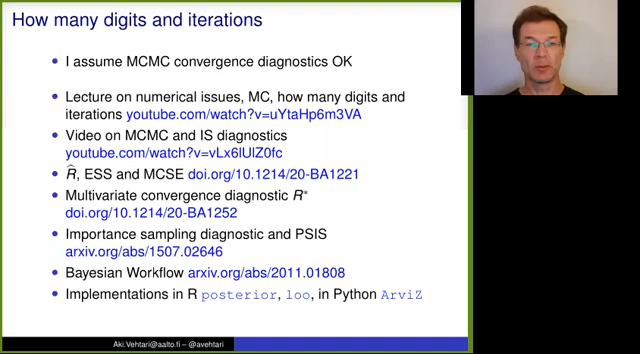 How many digits and iterations
• I assume MCMC convergence diagnostics OK
• Lecture on numerical issues, MC, how many digits and
iterations youtube.com/watch?v=uYtaHp6m3VA
• Video on MCMC and IS diagnostics
youtube.com/watch?v=vLx6lUlZ0fc
• R̂, ESS and MCSE doi.org/10.1214/20-BA1221
• Multivariate convergence diagnostic R*
doi.org/10.1214/20-BA1252
• Importance sampling diagnostic and PSIS
arxiv.org/abs/1507.02646
• Bayesian Workflow arxiv.org/abs/2011.01808
• Implementations in R posterior, loo, in Python ArviZ
Aki.Vehtari@aalto.fi – @avehtari